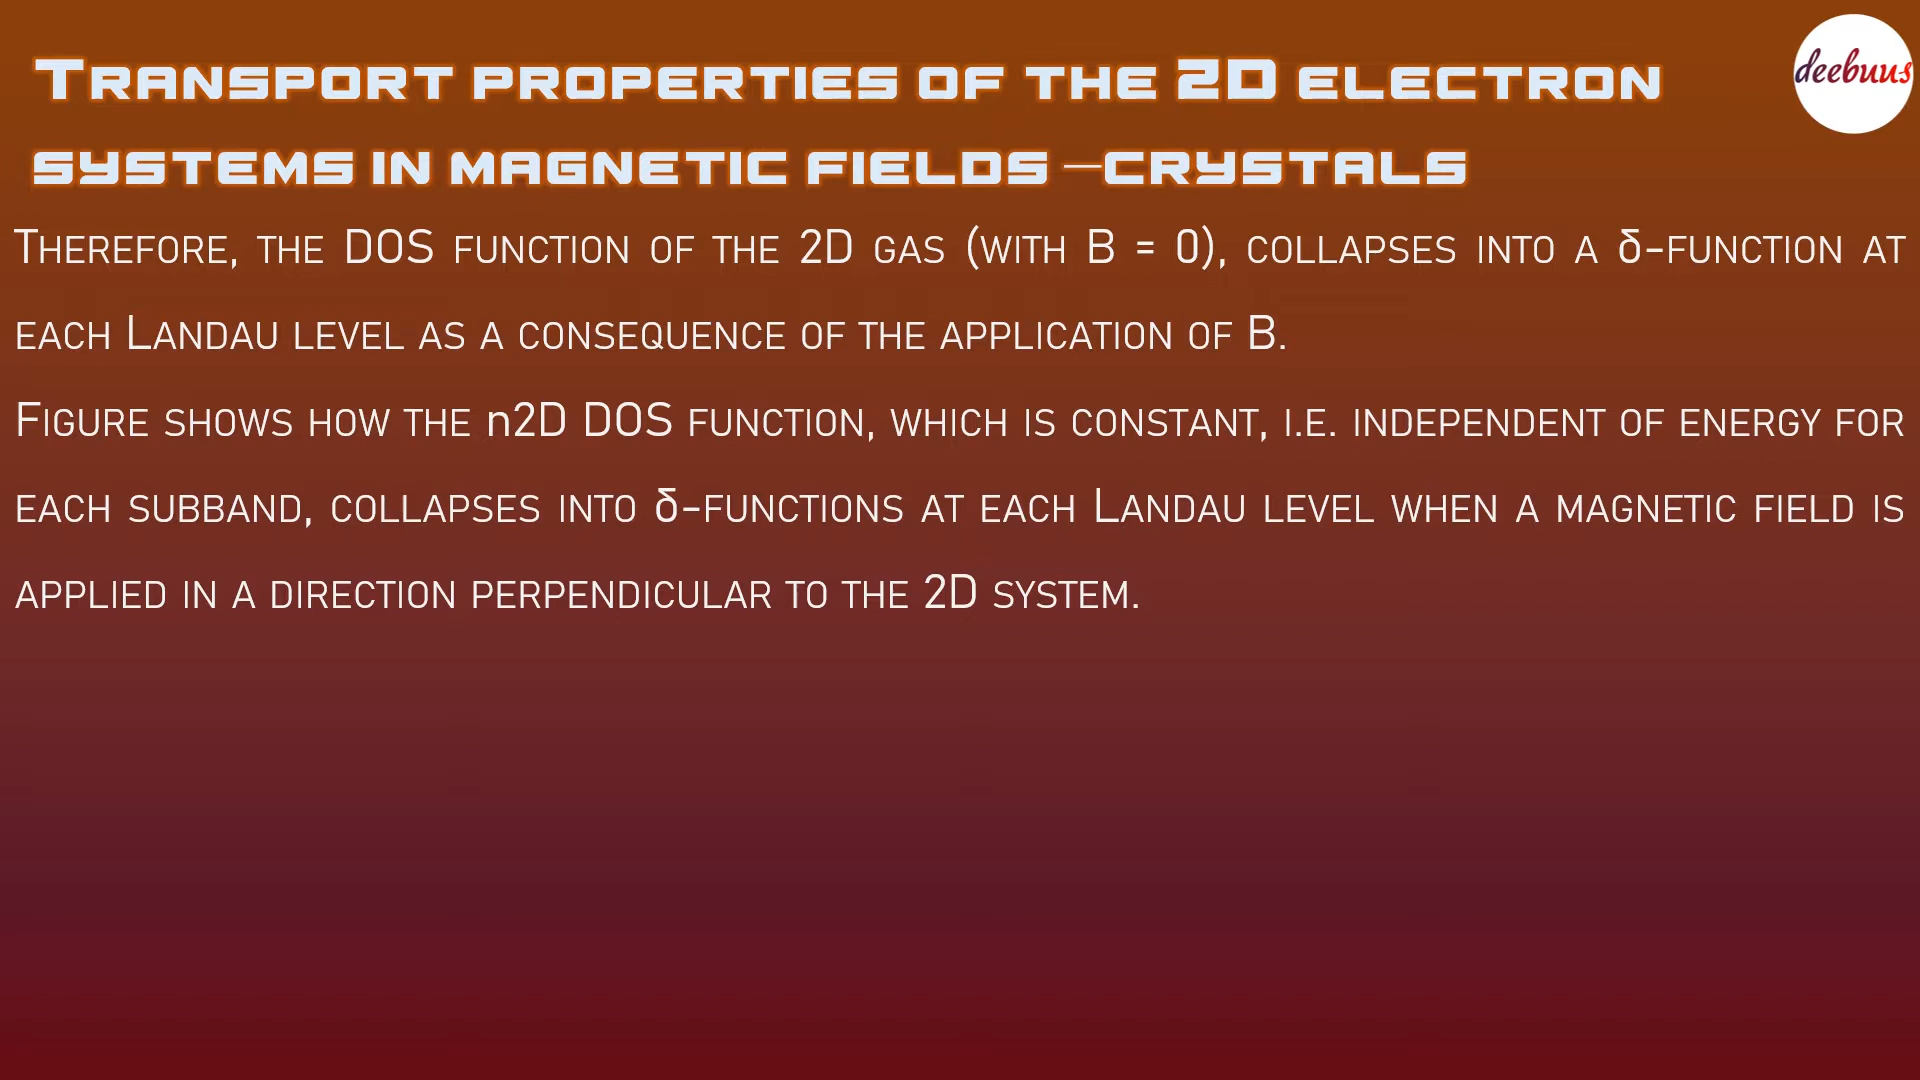 Transport properties of the 2D electron
systems in magnetic fields –crystals
deebuus
Therefore, the DOS function of the 2D gas (with B = 0), collapses into a δ-function at
each Landau level as a consequence of the application of B.
Figure shows how the n2D DOS function, which is constant, i.e. independent of energy for
each subband, collapses into δ-functions at each Landau level when a magnetic field is
applied in a direction perpendicular to the 2D system.